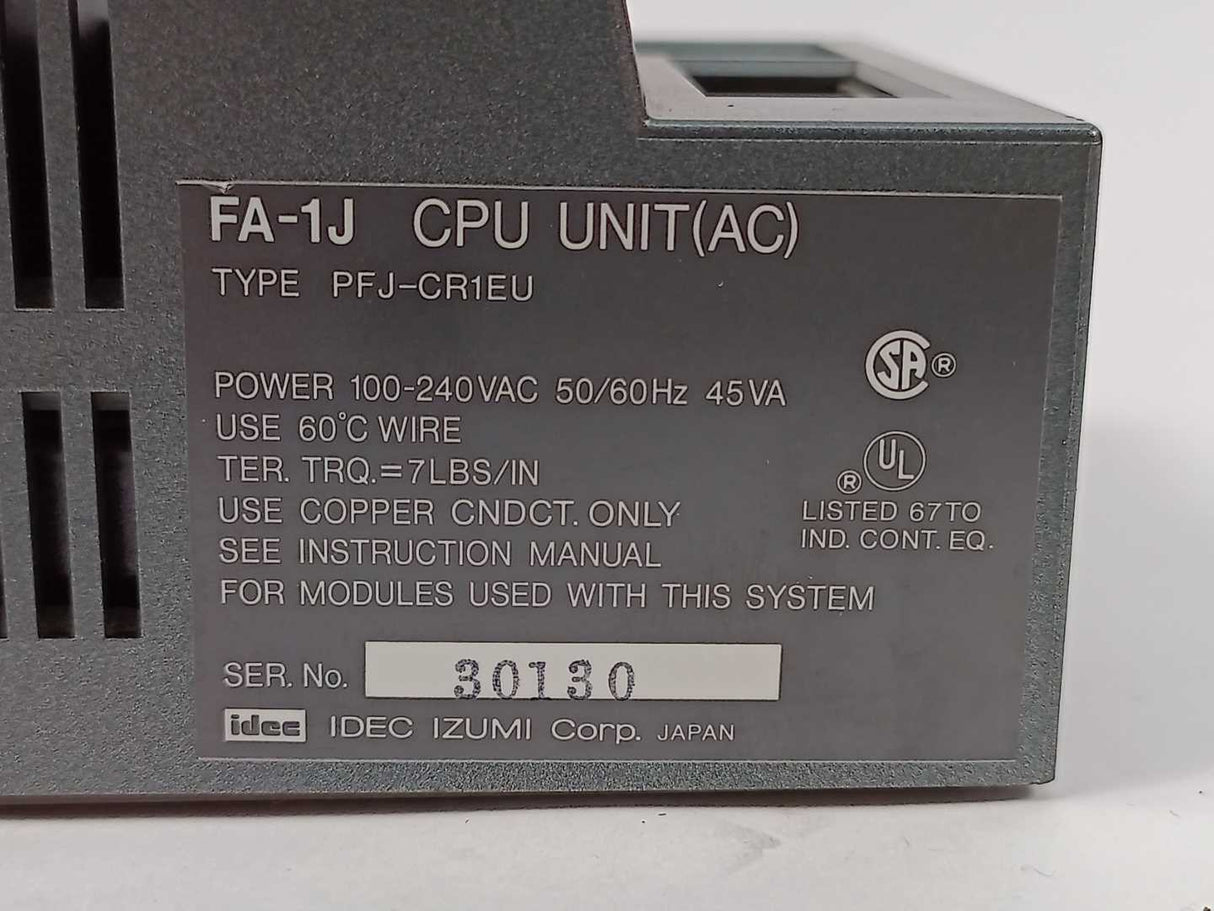 FA-1J CPU UNIT(AC)
TYPE PFJ-CR1EU
POWER 100-240VAC 50/60Hz 45VA
USE 60°C WIRE
TER. TRQ.=7LBS/IN
USE COPPER CNDCT. ONLY
SEE INSTRUCTION MANUAL
FOR MODULES USED WITH THIS SYSTEM
SA ®
® UL
LISTED 67TO
IND. CONT. EQ.
SER. No. 30130
idec IDEC IZUMI Corp. JAPAN